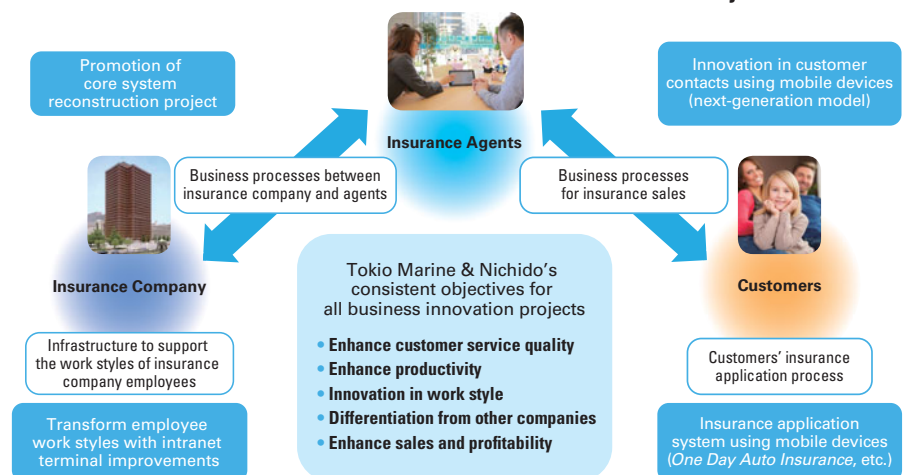 Promotion of
core system
reconstruction project
Innovation in customer
contacts using mobile devices
(next-generation model)
Insurance Agents
Business processes between
insurance company and agents
Business processes
for insurance sales
Insurance Company
Customers
Tokio Marine & Nichido's
consistent objectives for
all business innovation projects
• Enhance customer service quality
• Enhance productivity
• Innovation in work style
• Differentiation from other companies
• Enhance sales and profitability
Infrastructure to support
the work styles of insurance
company employees
Customers' insurance
application process
Transform employee
work styles with intranet
terminal improvements
Insurance application
system using mobile devices
(One Day Auto Insurance, etc.)